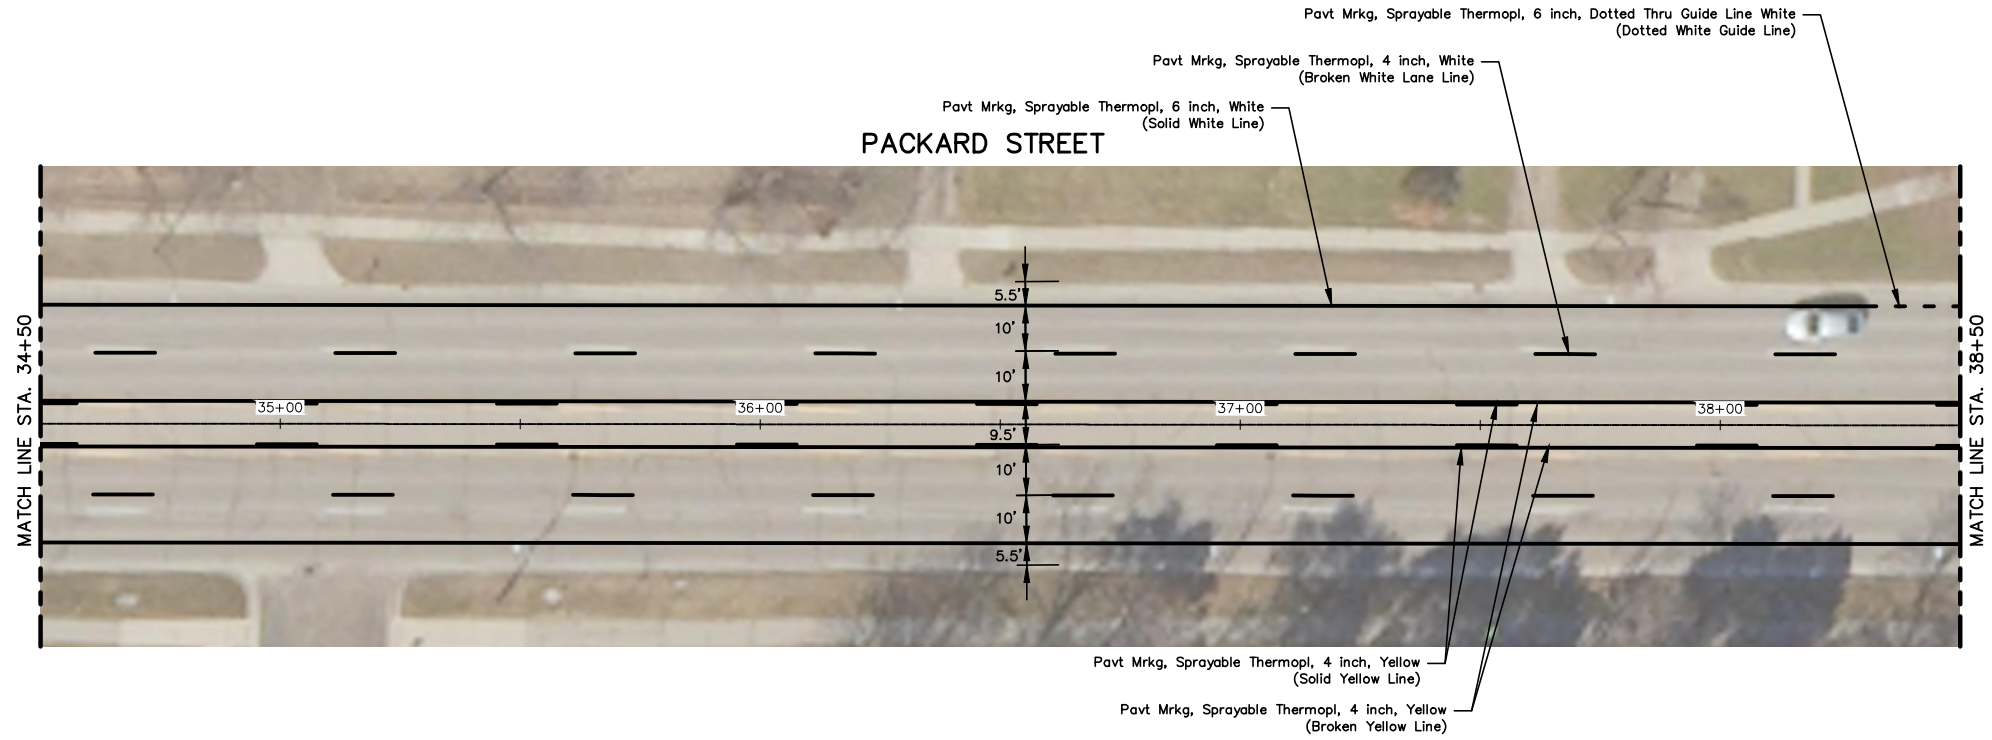 Pavt Mrkg, Sprayable Thermopl, 6 inch, Dotted Thru Guide Line White
(Dotted White Guide Line)
Pavt Mrkg, Sprayable Thermopl, 4 inch, White
(Broken White Lane Line)
Pavt Mrkg, Sprayable Thermopl, 6 inch, White
(Solid White Line)
PACKARD STREET
MATCH LINE STA. 34+50
5.5'
10'
10'
35+00
36+00
37+00
38+00
9.5'
10'
10'
5.5'
MATCH LINE STA. 38+50
Pavt Mrkg, Sprayable Thermopl, 4 inch, Yellow
(Solid Yellow Line)
Pavt Mrkg, Sprayable Thermopl, 4 inch, Yellow
(Broken Yellow Line)